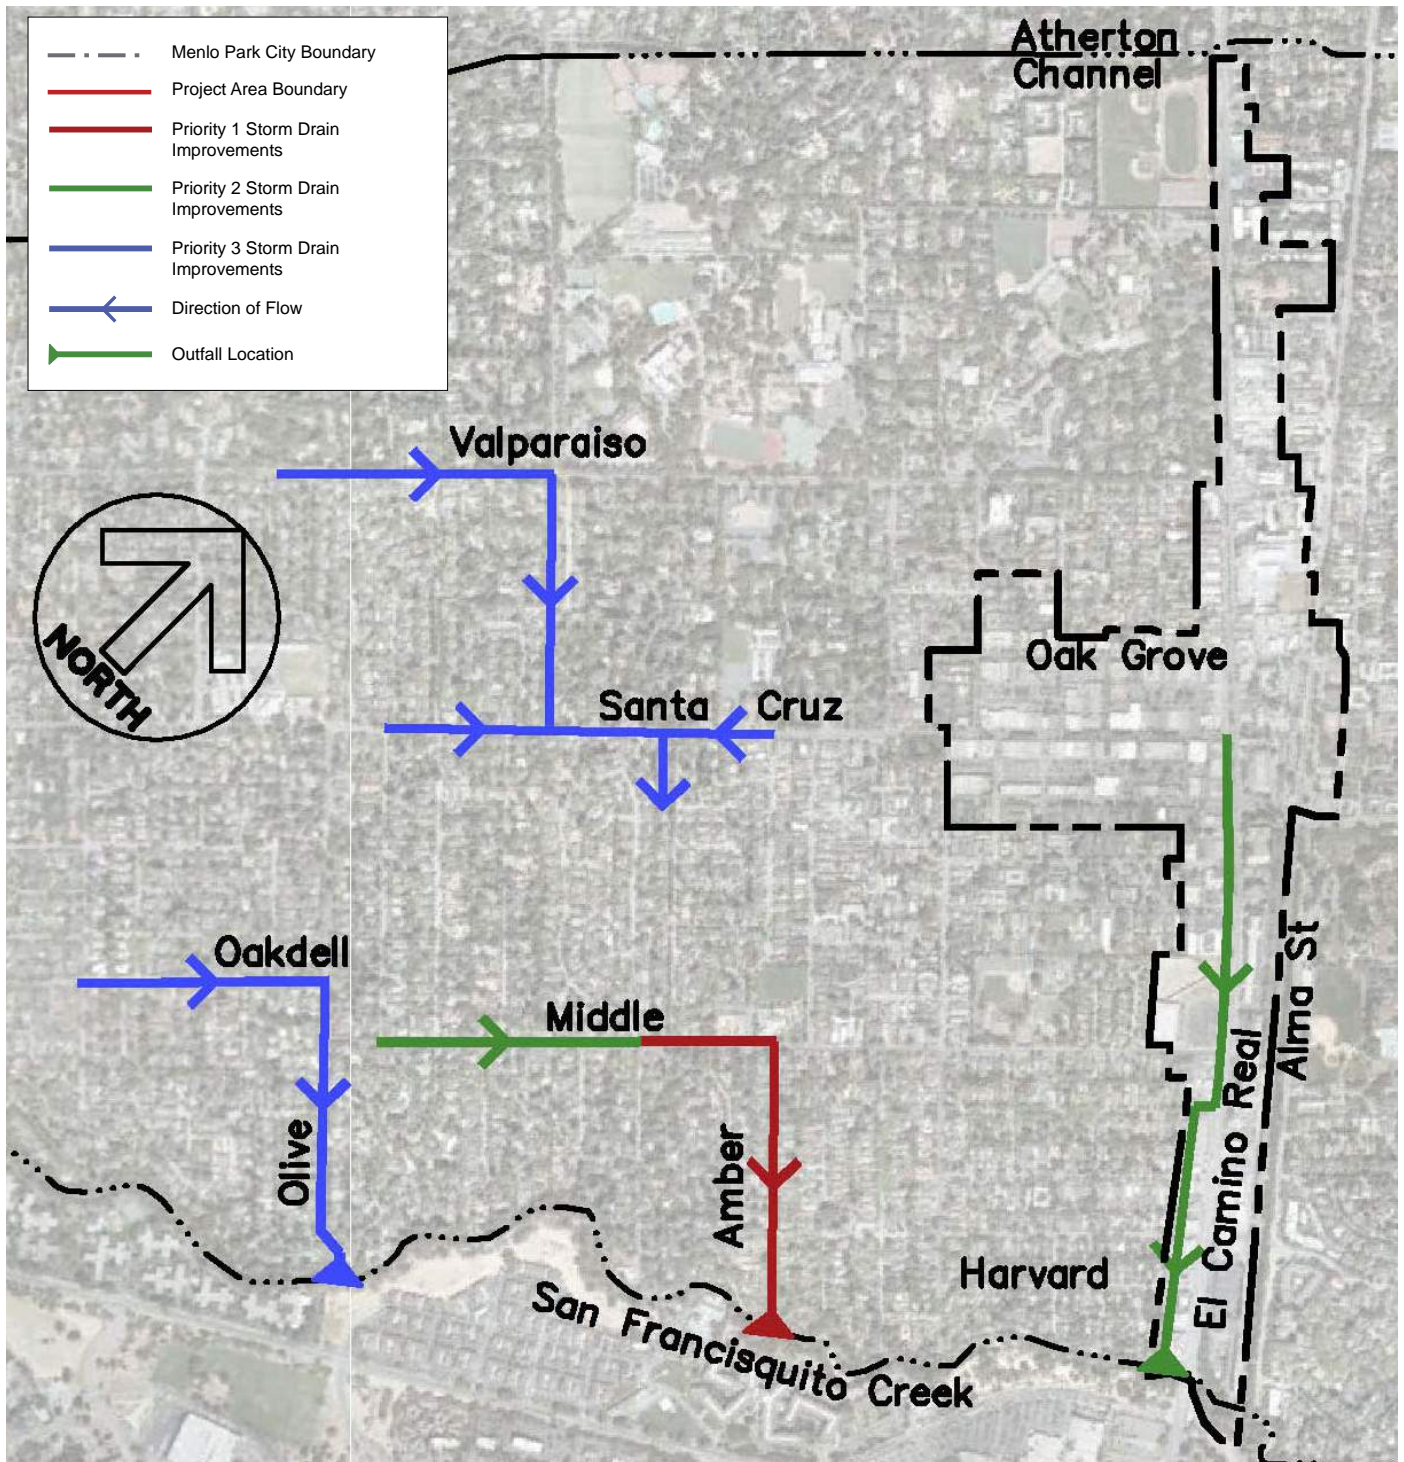 Menlo Park City Boundary
Project Area Boundary
Priority 1 Storm Drain
Improvements
Priority 2 Storm Drain
Improvements
Priority 3 Storm Drain
Improvements
Direction of Flow
Outfall Location
Atherton
Channel
Valparaiso
NORTH
Oak Grove
Santa Cruz
Oakdell
Middle
Alma St
Olive
Amber
El Camino Real
Harvard
San Francisquito Creek